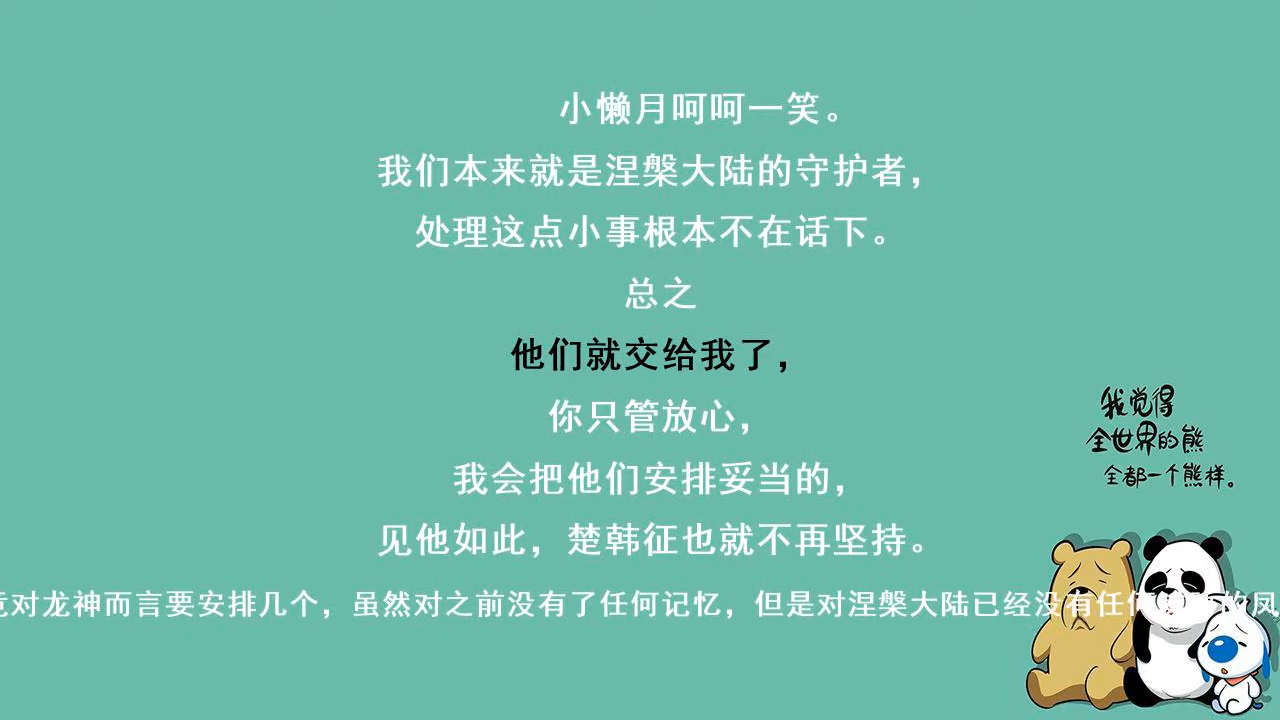 小懒月呵呵一笑。
我们本来就是涅槃大陆的守护者，
处理这点小事根本不在话下。
总之
他们就交给我了，
你只管放心，
我会把他们安排妥当的，
见他如此，楚韩征也就不再坚持。
竟对龙神而言要安排几个，虽然对之前没有了任何记忆，但是对涅槃大陆已经没有任何的凤
我觉得
全世界的熊
全都一个熊样。